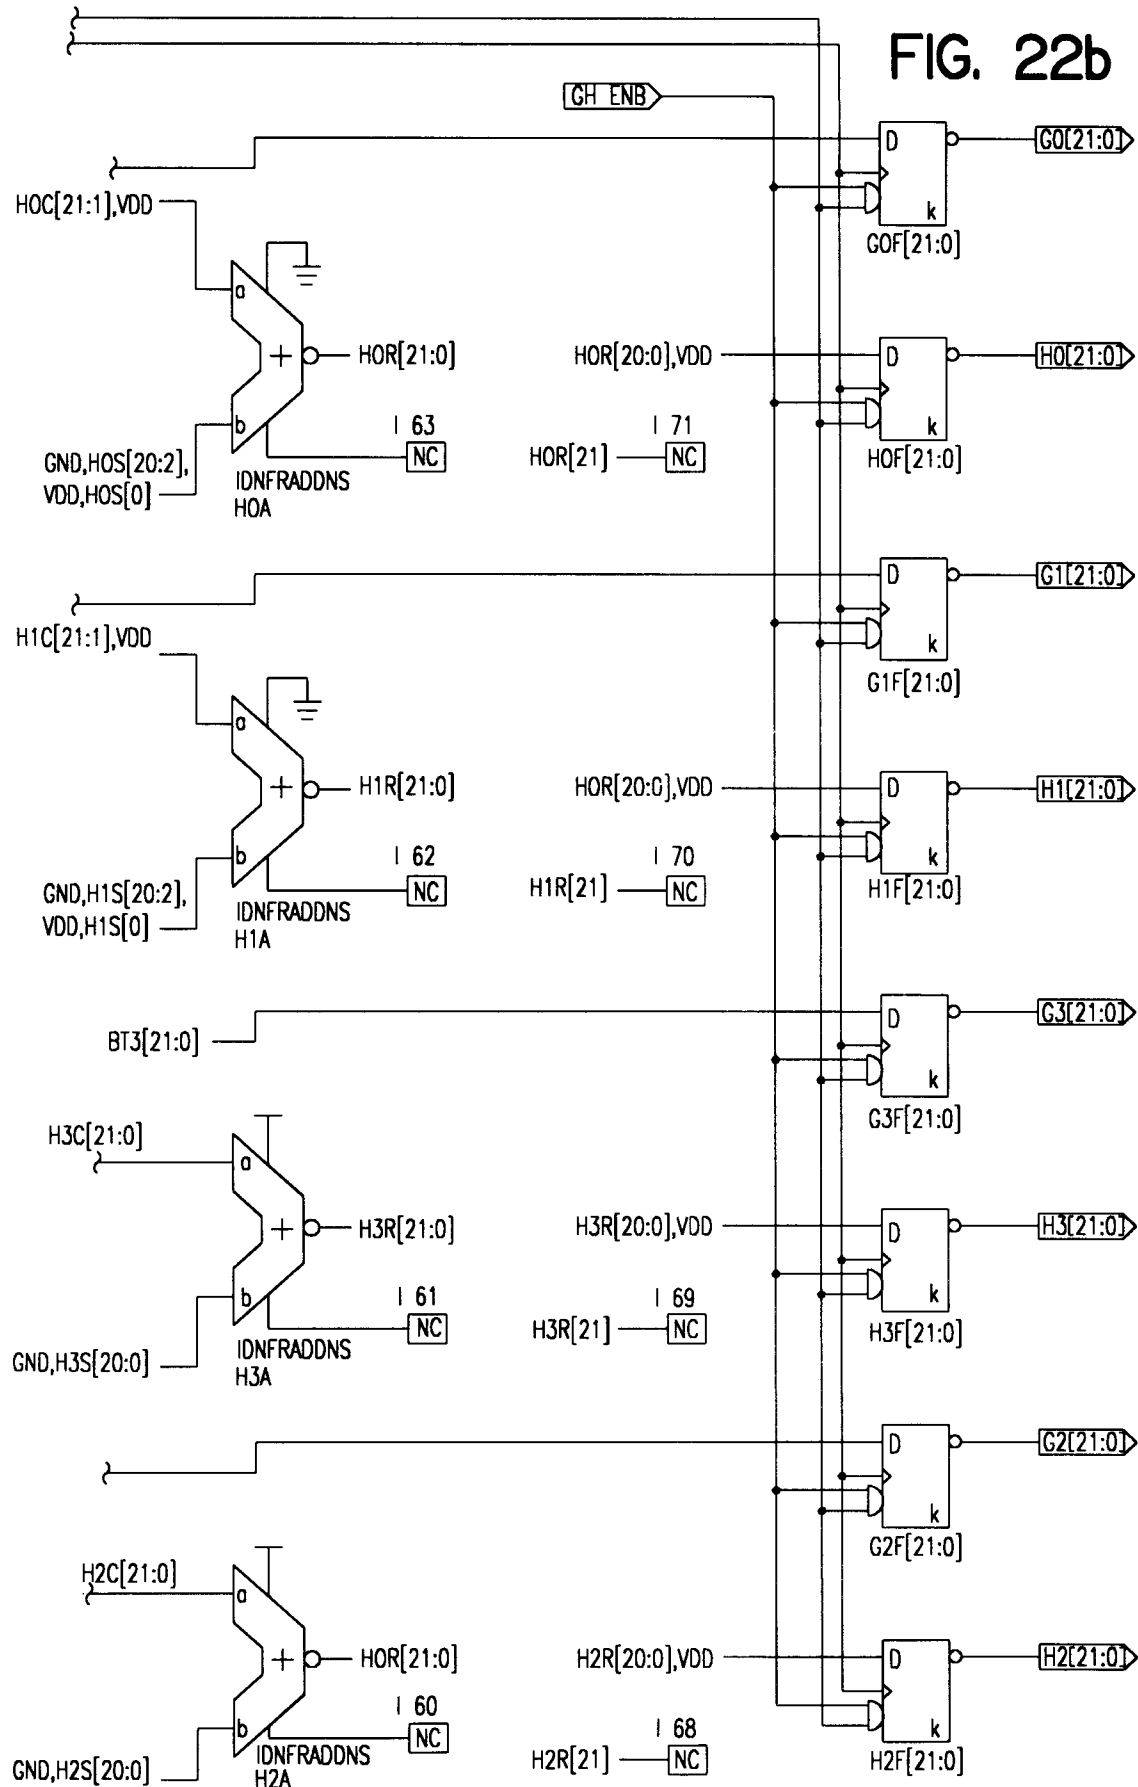 FIG. 22b
GH ENB
D
G0[21:0]
k
G0F[21:0]
H0C[21:1],VDD
a
+
H0R[21:0]
b
GND,H0S[20:2],
VDD,H0S[0]
IDNFRADDNS
H0A
I 63
NC
H0R[20:0],VDD
I 71
H0R[21]
NC
D
H0[21:0]
k
H0F[21:0]
D
G1[21:0]
k
G1F[21:0]
H1C[21:1],VDD
a
+
H1R[21:0]
b
GND,H1S[20:2],
VDD,H1S[0]
IDNFRADDNS
H1A
I 62
NC
H0R[20:0],VDD
I 70
H1R[21]
NC
D
H1[21:0]
k
H1F[21:0]
BT3[21:0]
D
G3[21:0]
k
G3F[21:0]
H3C[21:0]
a
+
H3R[21:0]
b
GND,H3S[20:0]
IDNFRADDNS
H3A
I 61
NC
H3R[20:0],VDD
I 69
H3R[21]
NC
D
H3[21:0]
k
H3F[21:0]
D
G2[21:0]
k
G2F[21:0]
H2C[21:0]
a
+
H0R[21:0]
b
GND,H2S[20:0]
IDNFRADDNS
H2A
I 60
NC
H2R[20:0],VDD
I 68
H2R[21]
NC
D
H2[21:0]
k
H2F[21:0]